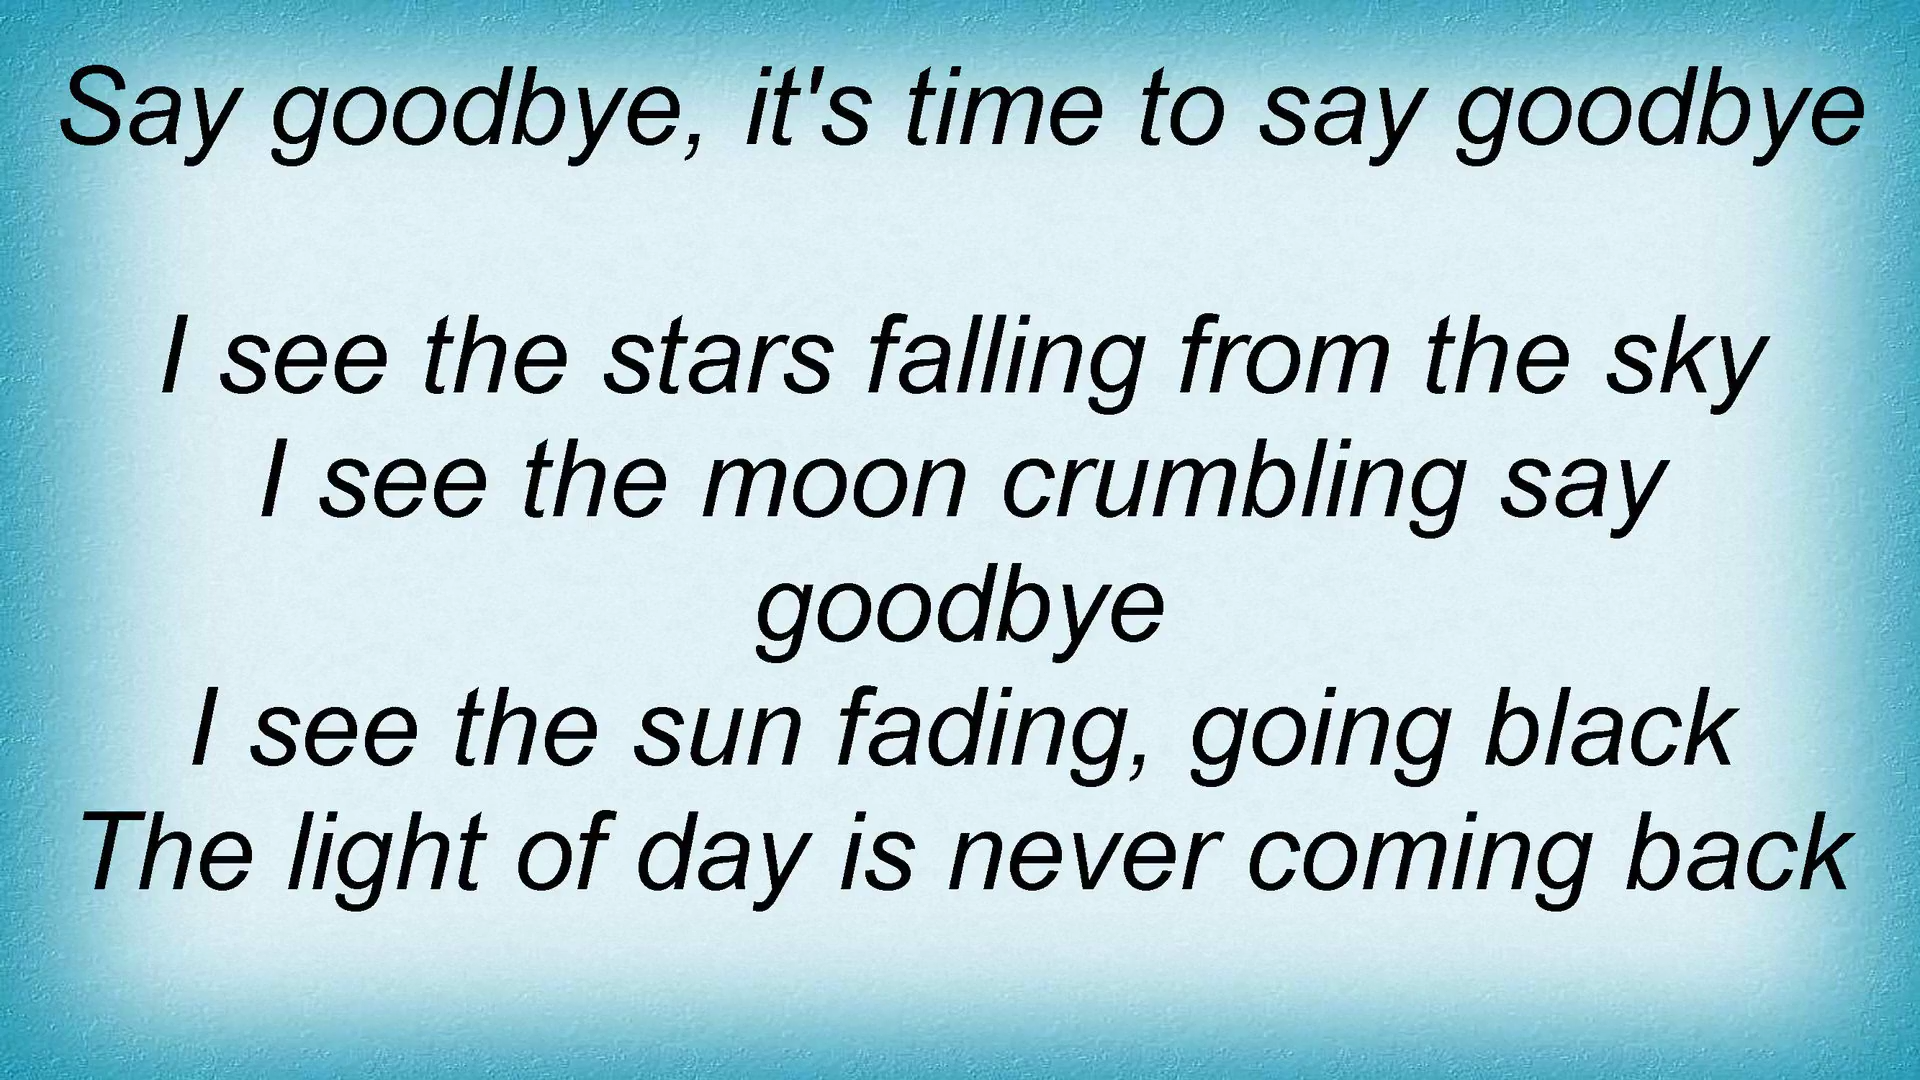 Say goodbye, it's time to say goodbye
I see the stars falling from the sky
I see the moon crumbling say
goodbye
I see the sun fading, going black
The light of day is never coming back